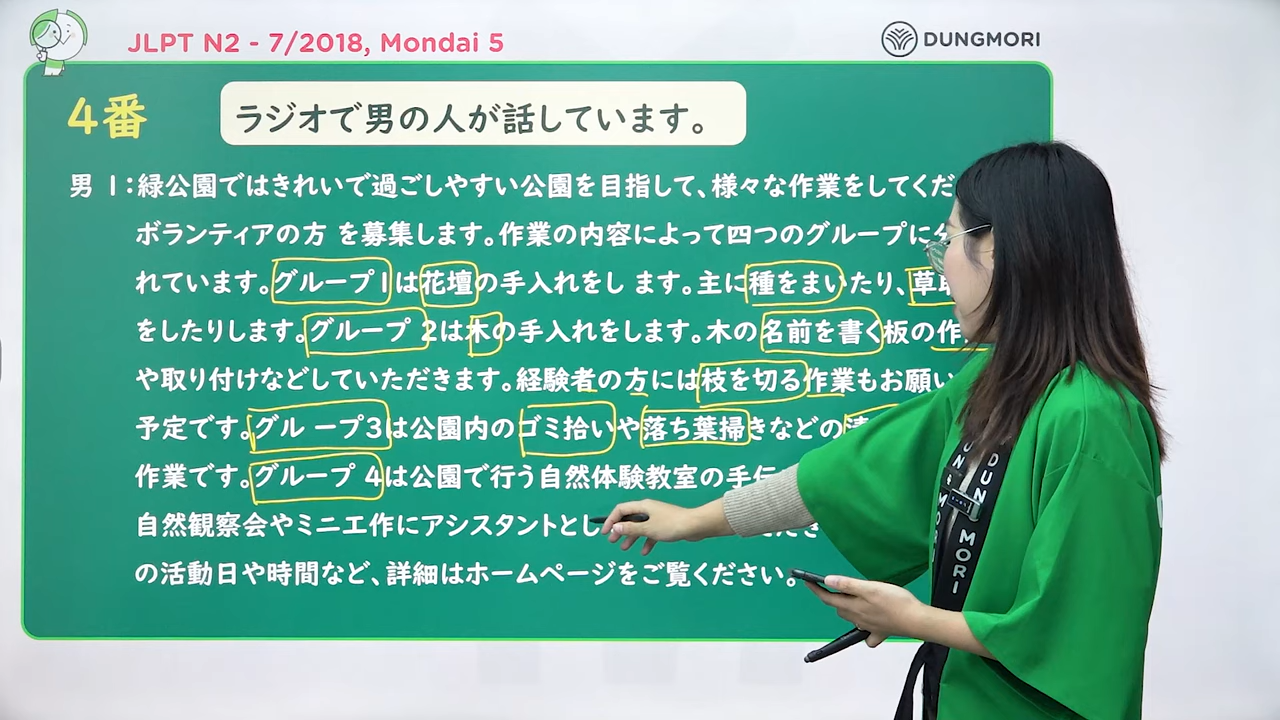 JLPT N2 - 7/2018, Mondai 5
DUNGMORI
4番
ラジオで男の人が話しています。
男1:緑公園ではきれいで過ごしやすい公園を目指して、様々な作業をしてくだ
ボランティアの方 を募集します。作業の内容によって四つのグループに分
れています。グループ1は花壇の手入れをし ます。主に種をまいたり、草
をしたりします。グループ 2は木の手入れをします。木の名前を書く板の作
や取り付けなどしていただきます。経験者の方には枝を切る作業もお願い
予定です。グル ープ3は公園内のゴミ拾いや落ち葉掃きなどの
作業です。グループ 4は公園で行う自然体験教室の手伝
自然観察会やミニ工作にアシスタントとし
の活動日や時間など、詳細はホームページをご覧ください。
DUNGMORI